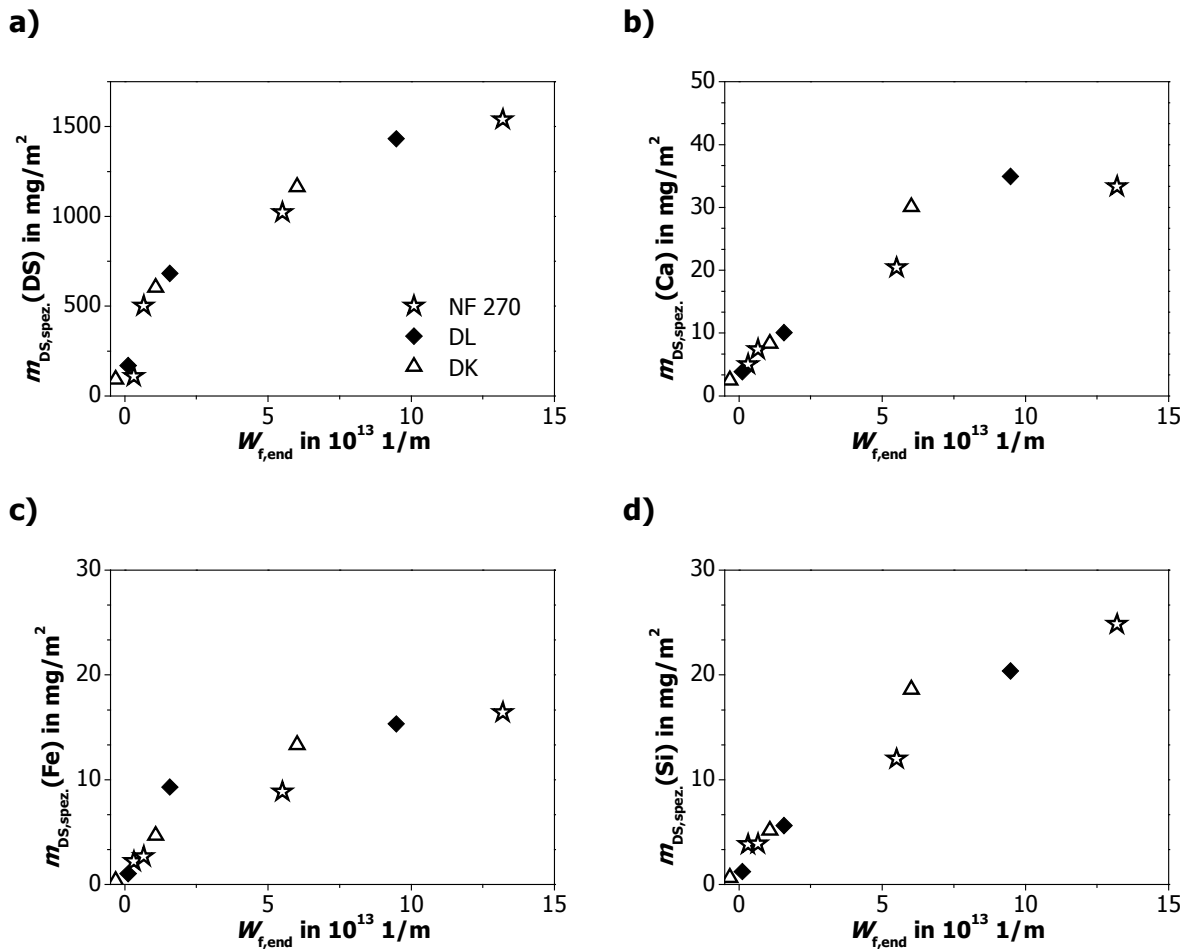 a)
1500
1000
500
0
m_DS,spez.(DS) in mg/m²
0 5 10 15
W_f,end in 10¹³ 1/m
NF 270
DL
DK
b)
50
40
30
20
10
0
m_DS,spez.(Ca) in mg/m²
0 5 10 15
W_f,end in 10¹³ 1/m
c)
30
20
10
0
m_DS,spez.(Fe) in mg/m²
0 5 10 15
W_f,end in 10¹³ 1/m
d)
30
20
10
0
m_DS,spez.(Si) in mg/m²
0 5 10 15
W_f,end in 10¹³ 1/m